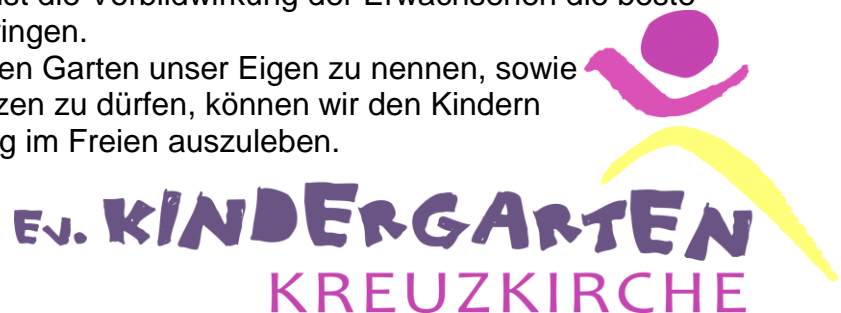 ist die Vorbildwirkung der Erwachsenen die beste
ingen.
en Garten unser Eigen zu nennen, sowie
zen zu dürfen, können wir den Kindern
g im Freien auszuleben.
EV. KINDERGARTEN
KREUZKIRCHE